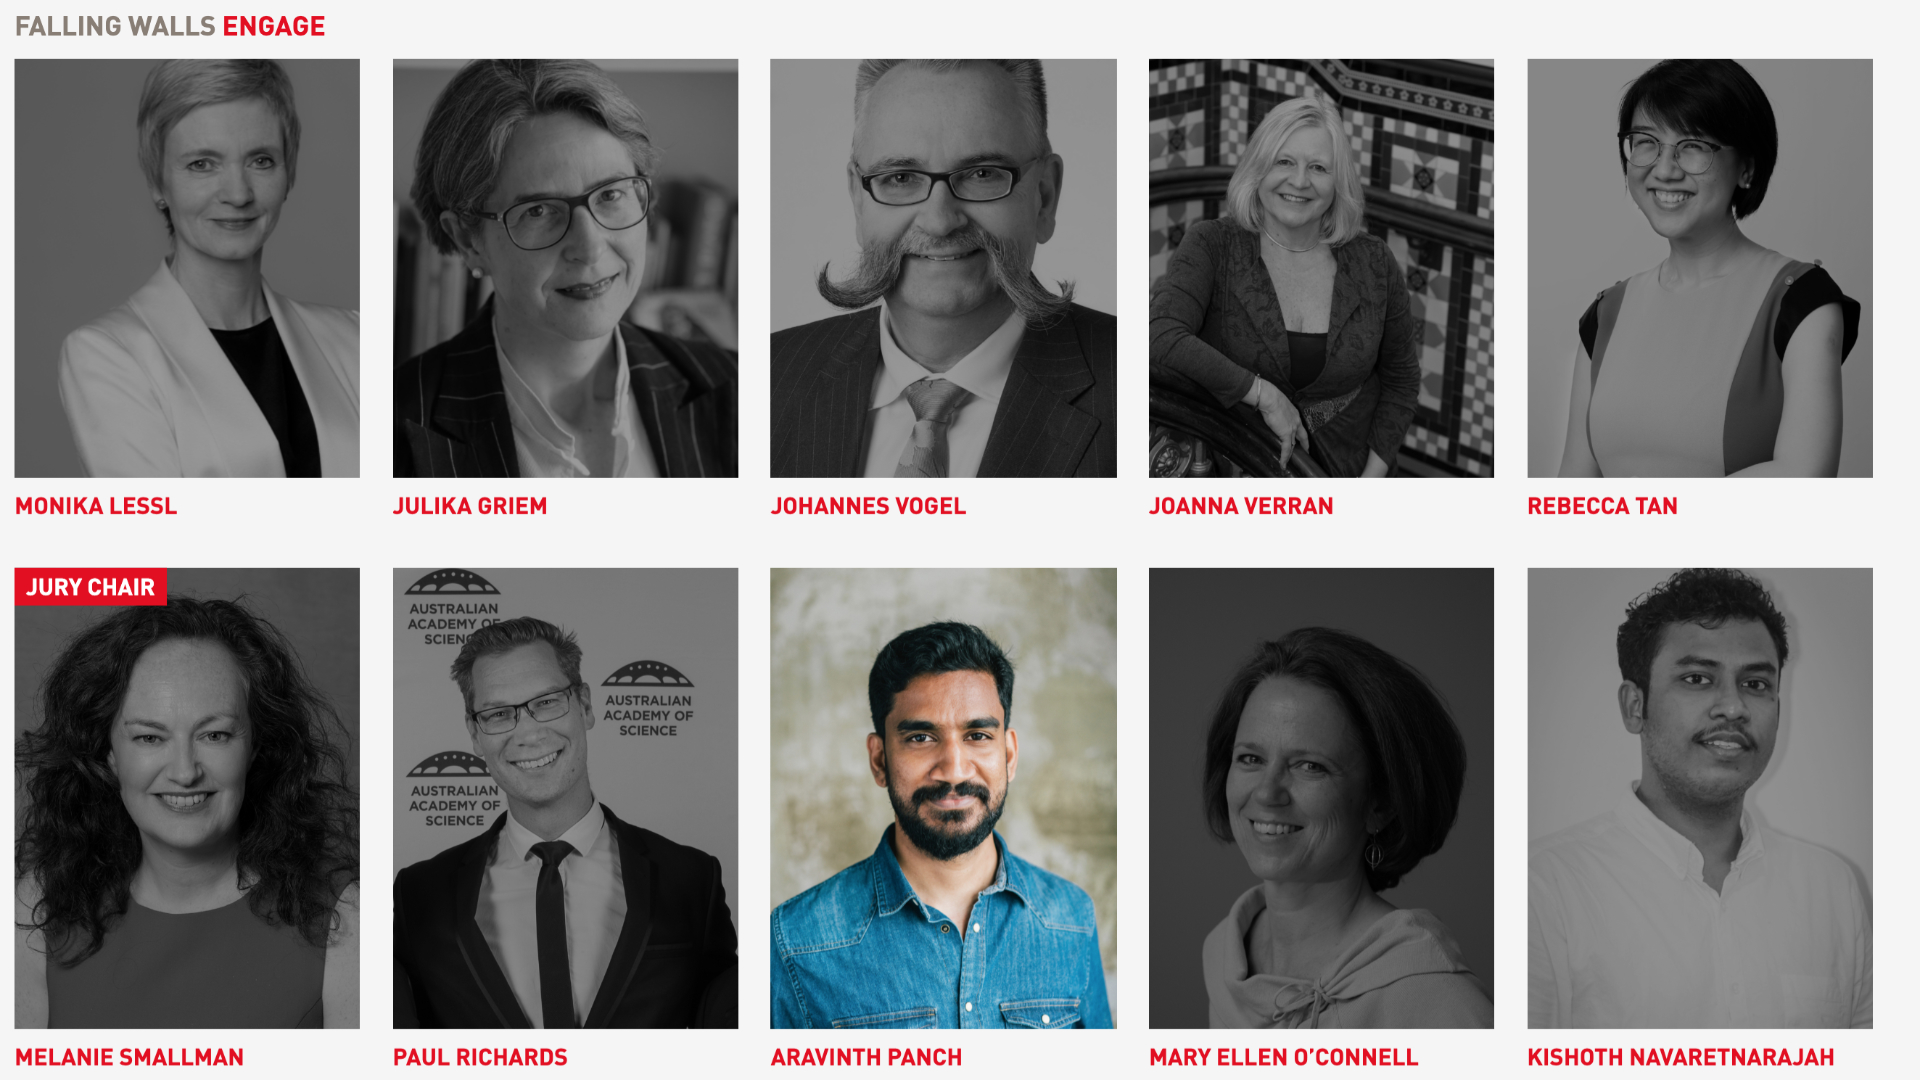 FALLING WALLS ENGAGE
MONIKA LESSL
JULIKA GRIEM
JOHANNES VOGEL
JOANNA VERRAN
REBECCA TAN
JURY CHAIR
AUSTRALIAN
ACADEMY OF
SCIENC
AUSTRALIAN
ACADEMY OF
SCIENCE
AUSTRALIAN
ACADEMY OF
SCIENCE
MELANIE SMALLMAN
PAUL RICHARDS
ARAVINTH PANCH
MARY ELLEN O’CONNELL
KISHOTH NAVARETNARAJAH